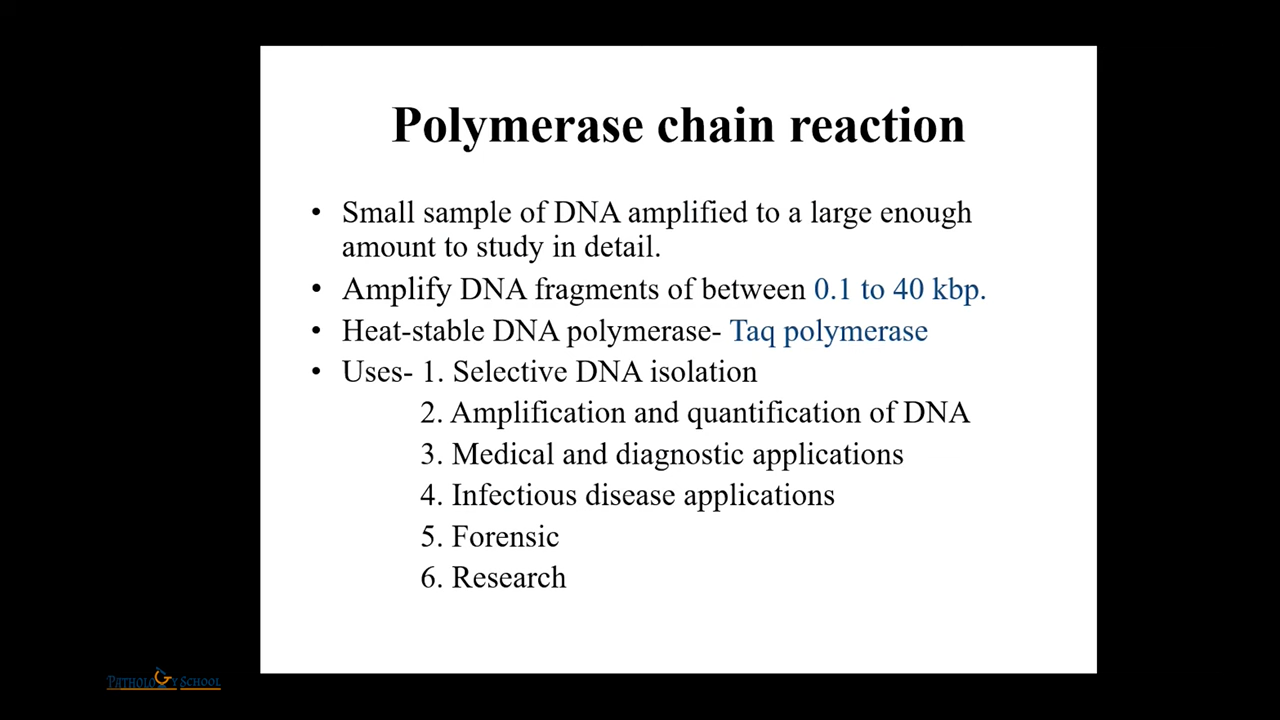 Polymerase chain reaction
• Small sample of DNA amplified to a large enough
amount to study in detail.
• Amplify DNA fragments of between 0.1 to 40 kbp.
• Heat-stable DNA polymerase- Taq polymerase
• Uses- 1. Selective DNA isolation
2. Amplification and quantification of DNA
3. Medical and diagnostic applications
4. Infectious disease applications
5. Forensic
6. Research
PATHOLOGY SCHOOL